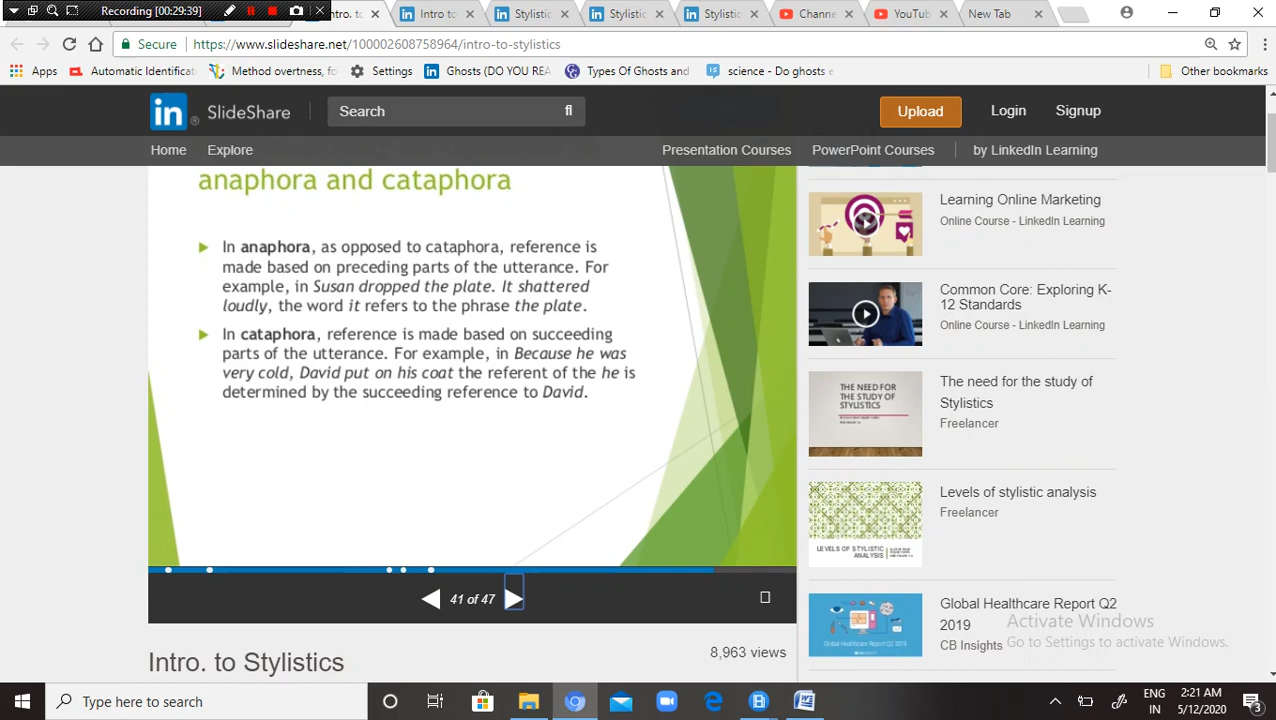 Recording [00:29:39]
Intro. to
Intro to
Stylistic
Stylistic
Stylistic
Channe
YouTub
New Tab
Secure
https://www.slideshare.net/100002608758964/intro-to-stylistics
Apps
Automatic Identificat
Method overtness, fo
Settings
Ghosts (DO YOU REA
Types Of Ghosts and
science - Do ghosts e
Other bookmarks
in SlideShare
Search
fl
Upload
Login
Signup
Home
Explore
Presentation Courses
PowerPoint Courses
by LinkedIn Learning
anaphora and cataphora
In anaphora, as opposed to cataphora, reference is
made based on preceding parts of the utterance. For
example, in Susan dropped the plate. It shattered
loudly, the word it refers to the phrase the plate.
In cataphora, reference is made based on succeeding
parts of the utterance. For example, in Because he was
very cold, David put on his coat the referent of the he is
determined by the succeeding reference to David.
41 of 47
Intro. to Stylistics
8,963 views
Learning Online Marketing
Online Course - LinkedIn Learning
Common Core: Exploring K-
12 Standards
Online Course - LinkedIn Learning
THE NEED FOR
THE STUDY OF
STYLISTICS
The need for the study of
Stylistics
Freelancer
LEVELS OF STYLISTIC
ANALYSIS
Levels of stylistic analysis
Freelancer
Global Healthcare Report Q2 2019
Global Healthcare Report Q2
2019
CB Insights
Activate Windows
Go to Settings to activate Windows.
Type here to search
ENG
IN
2:21 AM
5/12/2020
3